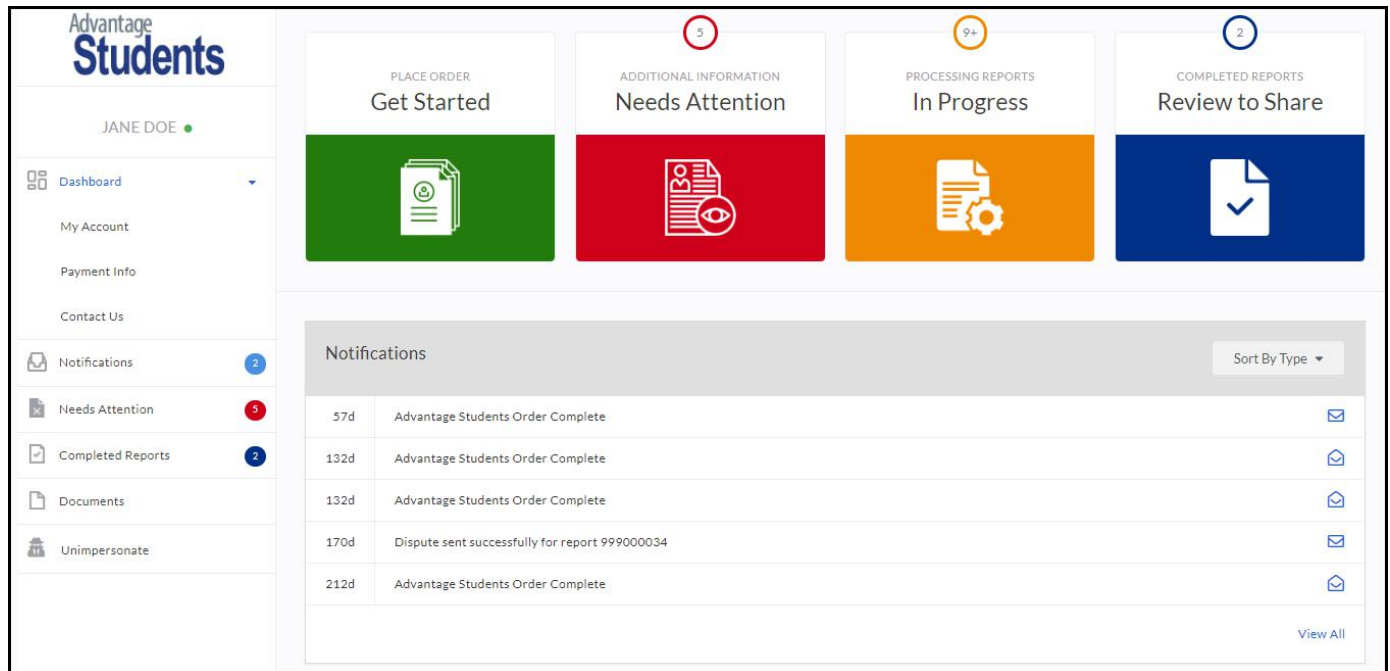 Advantage
Students
JANE DOE
Dashboard
My Account
Payment Info
Contact Us
Notifications 2
Needs Attention 5
Completed Reports 2
Documents
Unimpersonate
PLACE ORDER
Get Started
5
ADDITIONAL INFORMATION
Needs Attention
9+
PROCESSING REPORTS
In Progress
2
COMPLETED REPORTS
Review to Share
Notifications Sort By Type
57d Advantage Students Order Complete
132d Advantage Students Order Complete
132d Advantage Students Order Complete
170d Dispute sent successfully for report 999000034
212d Advantage Students Order Complete
View All